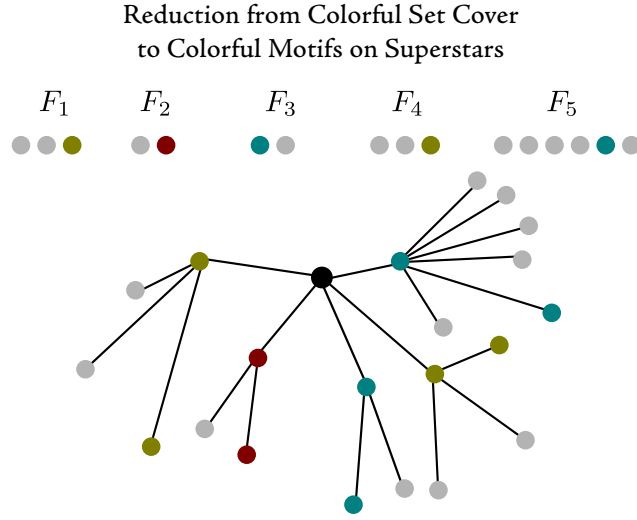 Reduction from Colorful Set Cover
to Colorful Motifs on Superstars
F1 F2 F3 F4 F5